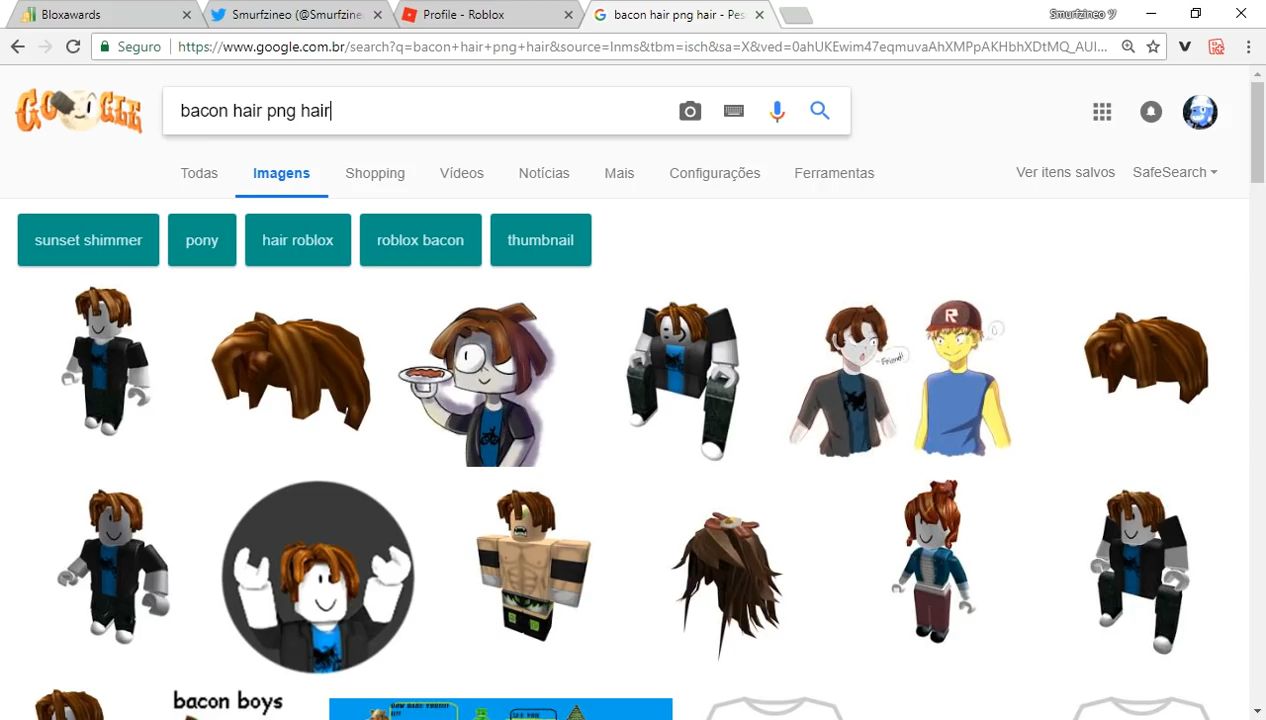 Bloxawards
Smurfzineo (@Smurfzine
Profile - Roblox
bacon hair png hair - Pes
Smurfzineo ツ
Seguro
https://www.google.com.br/search?q=bacon+hair+png+hair&source=lnms&tbm=isch&sa=X&ved=0ahUKEwim47eqmuvaAhXMPpAKHbhXDtMQ_AUI...
GOOGLE
bacon hair png hair
Todas
Imagens
Shopping
Vídeos
Notícias
Mais
Configurações
Ferramentas
Ver itens salvos
SafeSearch
sunset shimmer
pony
hair roblox
roblox bacon
thumbnail
R
Friend!
bacon boys